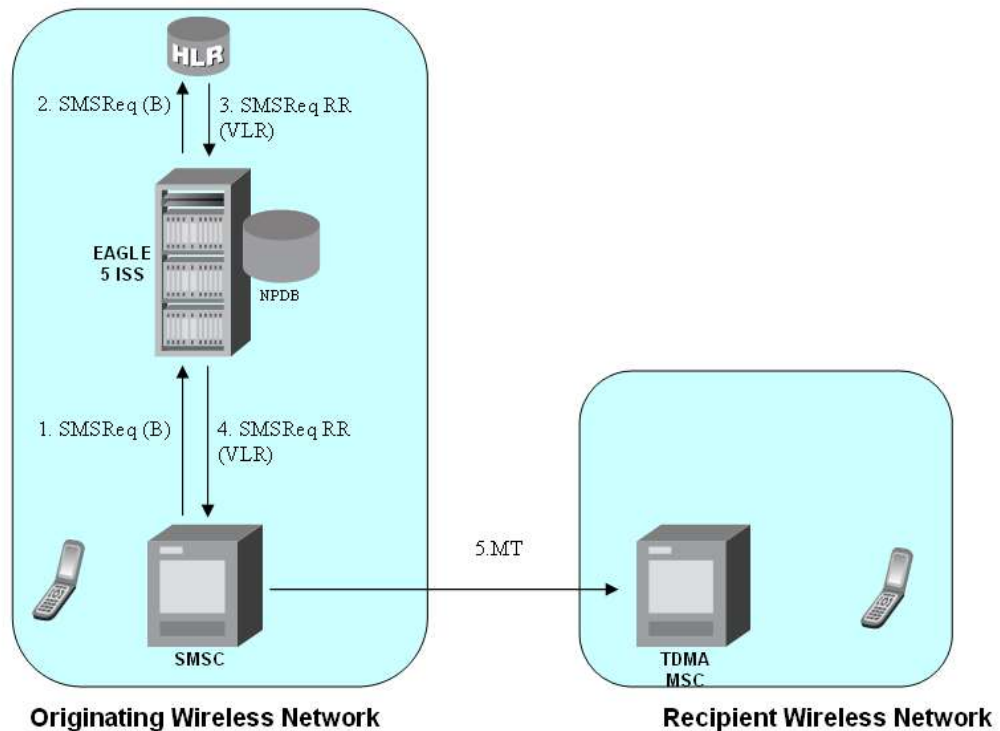 HLR
2. SMSReq (B)
3. SMSReq RR
(VLR)
EAGLE
5 ISS
NPDB
1. SMSReq (B)
4. SMSReq RR
(VLR)
5.MT
SMSC
TDMA
MSC
Originating Wireless Network
Recipient Wireless Network